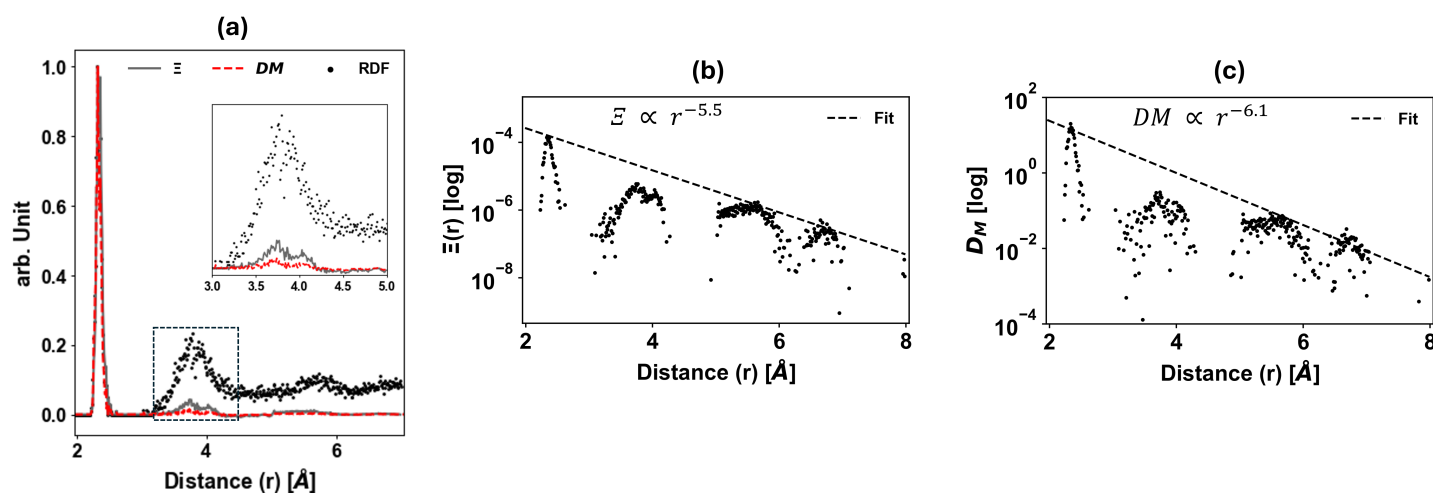 (a)
Ξ DM RDF
1.0
0.8
0.6
0.4
0.2
0.0
arb. Unit
3.0 3.5 4.0 4.5 5.0
2 4 6
Distance (r) [Å]
(b)
Ξ ∝ r^{-5.5}
Fit
10^{-4}
10^{-6}
10^{-8}
Ξ(r) [log]
2 4 6 8
Distance (r) [Å]
(c)
DM ∝ r^{-6.1}
Fit
10^{2}
10^{0}
10^{-2}
10^{-4}
D_M [log]
2 4 6 8
Distance (r) [Å]